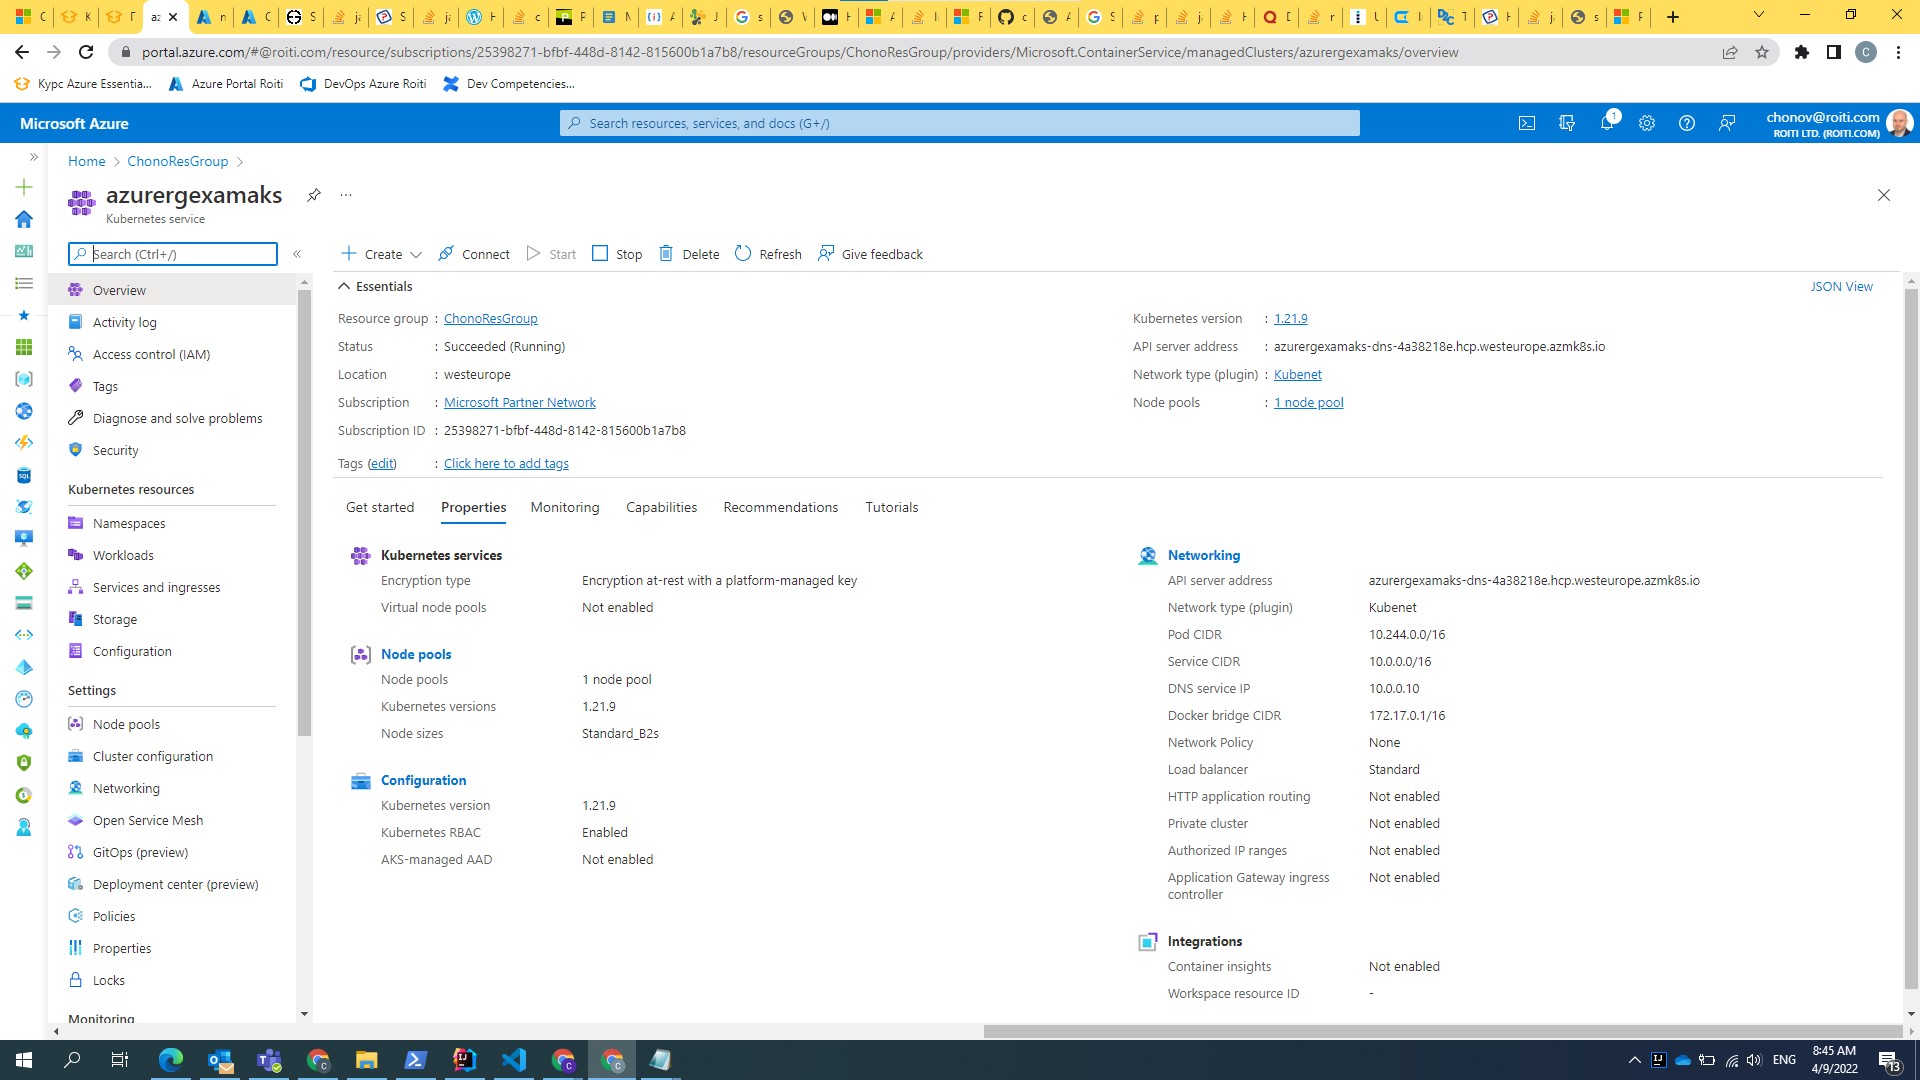 portal.azure.com/#@roiti.com/resource/subscriptions/25398271-bfbf-448d-8142-815600b1a7b8/resourceGroups/ChonoResGroup/providers/Microsoft.ContainerService/managedClusters/azurergexamaks/overview
C
Курс Azure Essentia...
Azure Portal Roiti
DevOps Azure Roiti
Dev Competencies...
Microsoft Azure
Search resources, services, and docs (G+/)
1
chonov@roiti.com
ROITI LTD. (ROITI.COM)
Home
ChonoResGroup
azurergexamaks
Kubernetes service
Search (Ctrl+/)
Create
Connect
Start
Stop
Delete
Refresh
Give feedback
Overview
Activity log
Access control (IAM)
Tags
Diagnose and solve problems
Security
Kubernetes resources
Namespaces
Workloads
Services and ingresses
Storage
Configuration
Settings
Node pools
Cluster configuration
Networking
Open Service Mesh
GitOps (preview)
Deployment center (preview)
Policies
Properties
Locks
Monitoring
Essentials
JSON View
Resource group : ChonoResGroup
Status : Succeeded (Running)
Location : westeurope
Subscription : Microsoft Partner Network
Subscription ID : 25398271-bfbf-448d-8142-815600b1a7b8
Tags (edit) : Click here to add tags
Kubernetes version : 1.21.9
API server address : azurergexamaks-dns-4a38218e.hcp.westeurope.azmk8s.io
Network type (plugin) : Kubenet
Node pools : 1 node pool
Get started
Properties
Monitoring
Capabilities
Recommendations
Tutorials
Kubernetes services
Encryption type Encryption at-rest with a platform-managed key
Virtual node pools Not enabled
Node pools
Node pools 1 node pool
Kubernetes versions 1.21.9
Node sizes Standard_B2s
Configuration
Kubernetes version 1.21.9
Kubernetes RBAC Enabled
AKS-managed AAD Not enabled
Networking
API server address azurergexamaks-dns-4a38218e.hcp.westeurope.azmk8s.io
Network type (plugin) Kubenet
Pod CIDR 10.244.0.0/16
Service CIDR 10.0.0.0/16
DNS service IP 10.0.0.10
Docker bridge CIDR 172.17.0.1/16
Network Policy None
Load balancer Standard
HTTP application routing Not enabled
Private cluster Not enabled
Authorized IP ranges Not enabled
Application Gateway ingress Not enabled
controller
Integrations
Container insights Not enabled
Workspace resource ID -
ENG
8:45 AM
4/9/2022
13